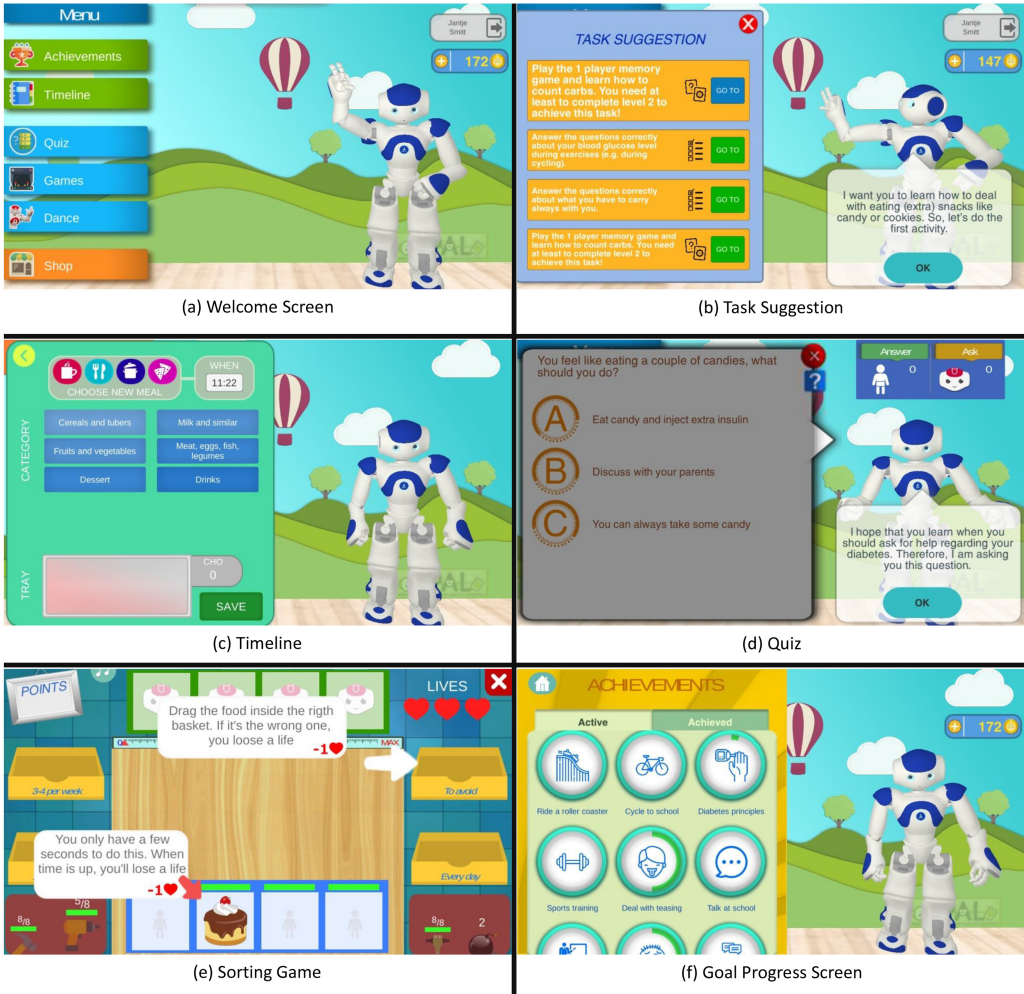 Menu
Achievements
Timeline
Quiz
Games
Dance
Shop
Jantje
Smitt
172
GOAL
(a) Welcome Screen
TASK SUGGESTION
Play the 1 player memory
game and learn how to
count carbs. You need at
least to complete level 2 to
achieve this task!
GO TO
Answer the questions correctly
about your blood glucose level
during exercises (e.g. during
cycling).
GO TO
Answer the questions correctly
about what you have to carry
always with you.
GO TO
Play the 1 player memory game and
learn how to count carbs. You need
at least to complete level 2 to
achieve this task!
GO TO
Jantje
Smitt
147
I want you to learn how to deal
with eating (extra) snacks like
candy or cookies. So, let's do the
first activity.
OK
(b) Task Suggestion
CHOOSE NEW MEAL
WHEN
11:22
CATEGORY
Cereals and tubers
Milk and similar
Fruits and vegetables
Meat, eggs, fish,
legumes
Dessert
Drinks
TRAY
CHO
0
SAVE
GOAL
(c) Timeline
You feel like eating a couple of candies, what
should you do?
A
Eat candy and inject extra insulin
B
Discuss with your parents
C
You can always take some candy
?
Answer
Ask
0
0
I hope that you learn when you
should ask for help regarding your
diabetes. Therefore, I am asking
you this question.
OK
(d) Quiz
POINTS
LIVES
Drag the food inside the rigth
basket. If it's the wrong one,
you loose a life
-1
MAX
3-4 per week
To avoid
You only have a few
seconds to do this. When
time is up, you'll lose a life
-1
Every day
8/8
5/8
8/8
2
(e) Sorting Game
ACHIEVEMENTS
Active
Achieved
172
Ride a roller coaster
Cycle to school
Diabetes principles
Sports training
Deal with teasing
Talk at school
GOAL
(f) Goal Progress Screen